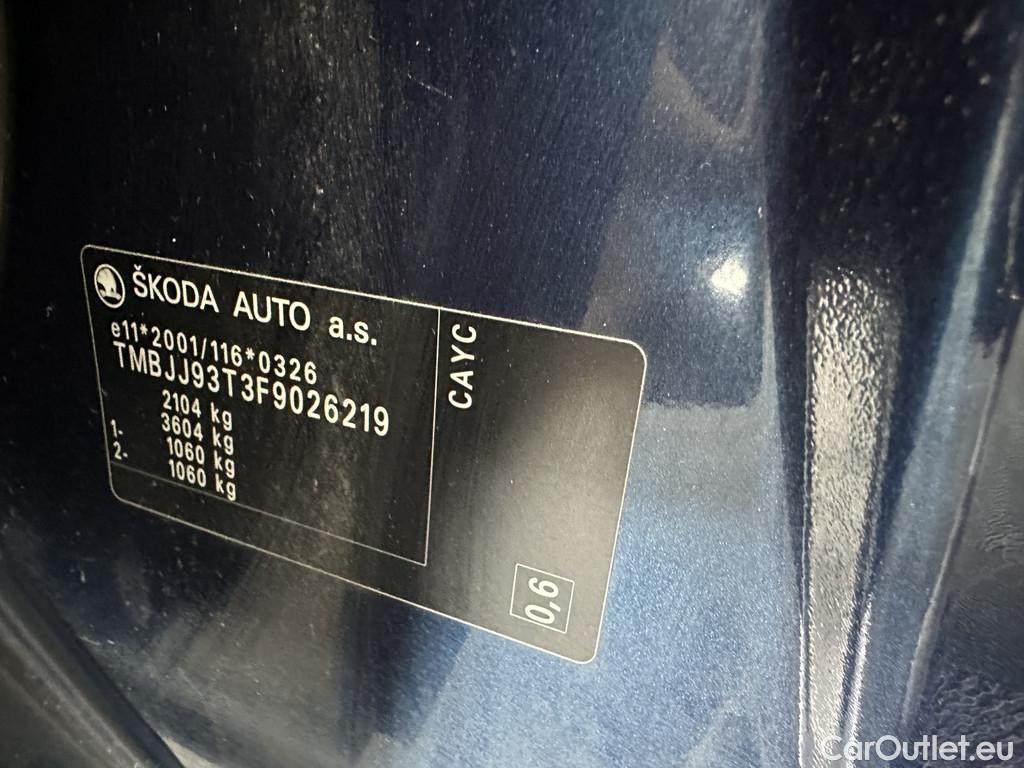 ŠKODA AUTO a.s.
e11*2001/116*0326
TMBJJ93T3F9026219
2104 kg
3604 kg
1- 1060 kg
2- 1060 kg
CAYC
0,6
CarOutlet.eu